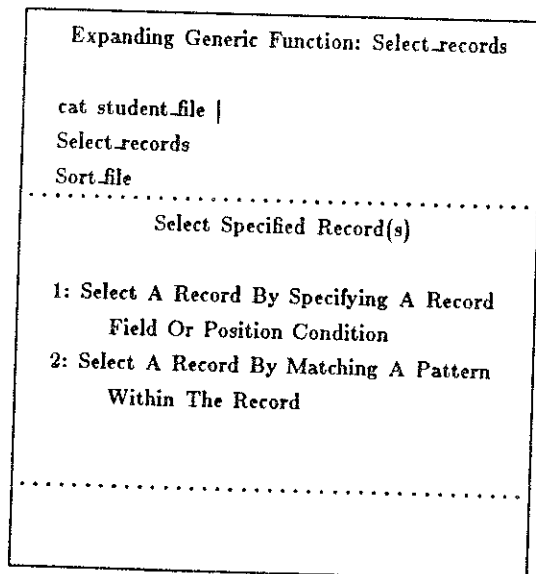 Expanding Generic Function: Select_records
cat student_file |
Select_records
Sort_file
Select Specified Record(s)
1: Select A Record By Specifying A Record
Field Or Position Condition
2: Select A Record By Matching A Pattern
Within The Record